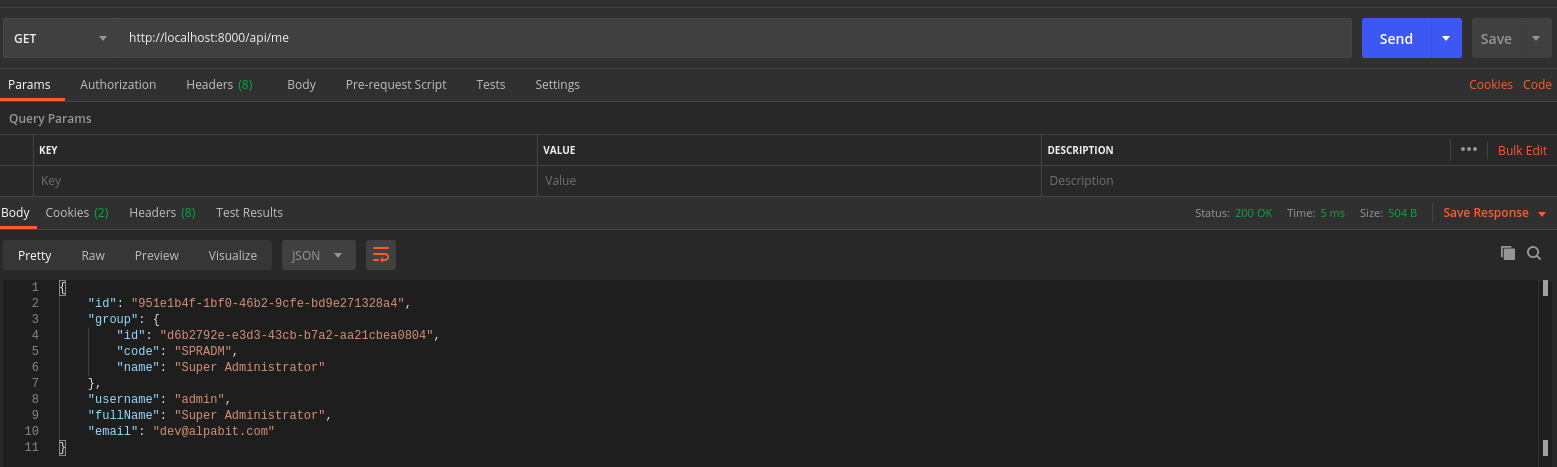 GET http://localhost:8000/api/me Send Save
Params Authorization Headers (8) Body Pre-request Script Tests Settings Cookies Code
Query Params
KEY VALUE DESCRIPTION ••• Bulk Edit
Key Value Description
Body Cookies (2) Headers (8) Test Results Status: 200 OK Time: 5 ms Size: 504 B Save Response
Pretty Raw Preview Visualize JSON
1 {
2 "id": "951e1b4f-1bf0-46b2-9cfe-bd9e271328a4",
3 "group": {
4 "id": "d6b2792e-e3d3-43cb-b7a2-aa21cbea0804",
5 "code": "SPRADM",
6 "name": "Super Administrator"
7 },
8 "username": "admin",
9 "fullName": "Super Administrator",
10 "email": "dev@alpabit.com"
11 }